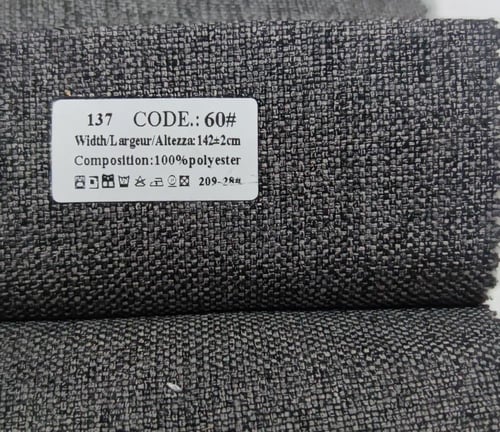 137 CODE.: 60#
Width/Largeur/Altezza: 142±2cm
Composition:100%polyester
209-28#